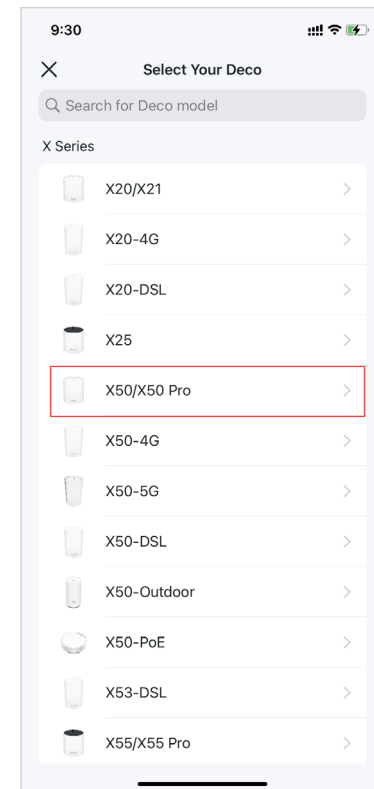 9:30
Select Your Deco
Search for Deco model
X Series
X20/X21
X20-4G
X20-DSL
X25
X50/X50 Pro
X50-4G
X50-5G
X50-DSL
X50-Outdoor
X50-PoE
X53-DSL
X55/X55 Pro